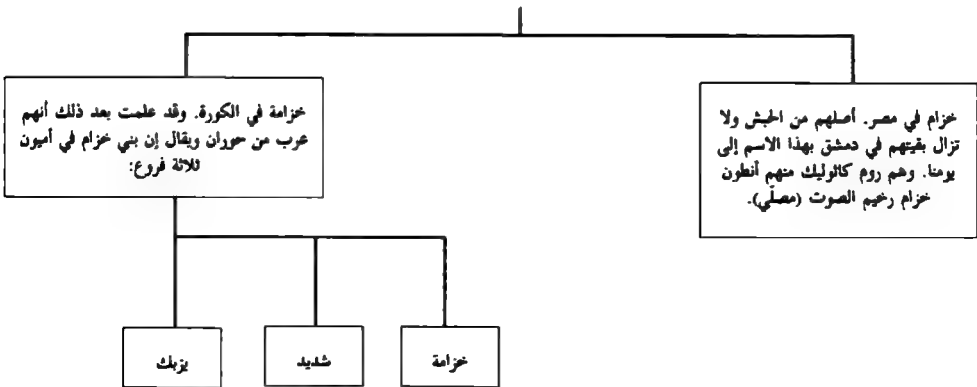 خزام في مصر. أصلهم من الحبش ولا
تزال بقيتهم في دمشق بهذا الاسم إلى
يومنا. وهم روم كاثوليك منهم أنطون
خزام رخيم الصوت (مصلّي).
خزامة في الكورة. وقد علمت بعد ذلك أنهم
عرب من حوران ويقال إن بني خزام في أميون
ثلاثة فروع:
خزامة
شديد
يزبك